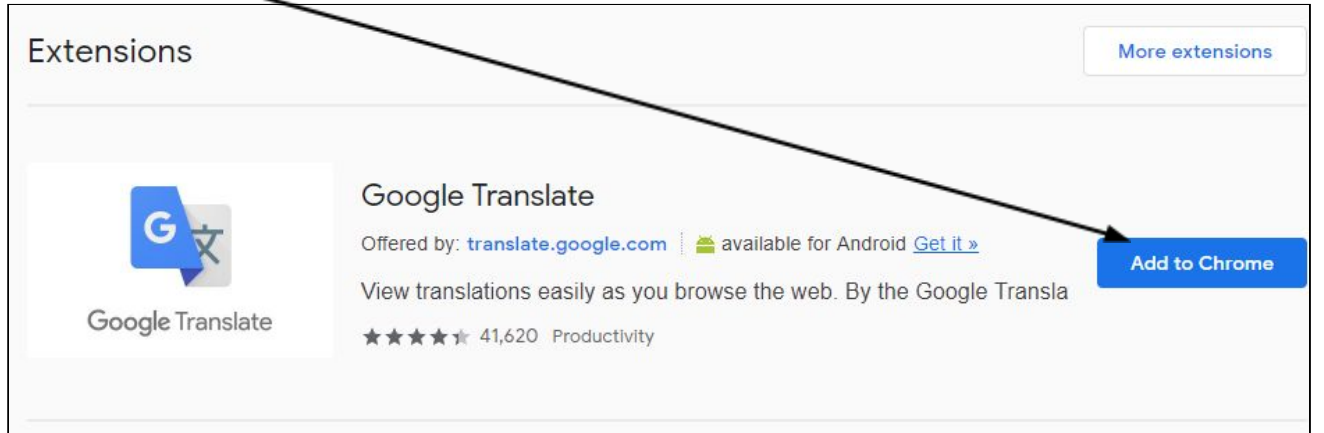 Extensions
More extensions
G 文
Google Translate
Google Translate
Offered by: translate.google.com available for Android Get it »
Add to Chrome
View translations easily as you browse the web. By the Google Transla
41,620 Productivity